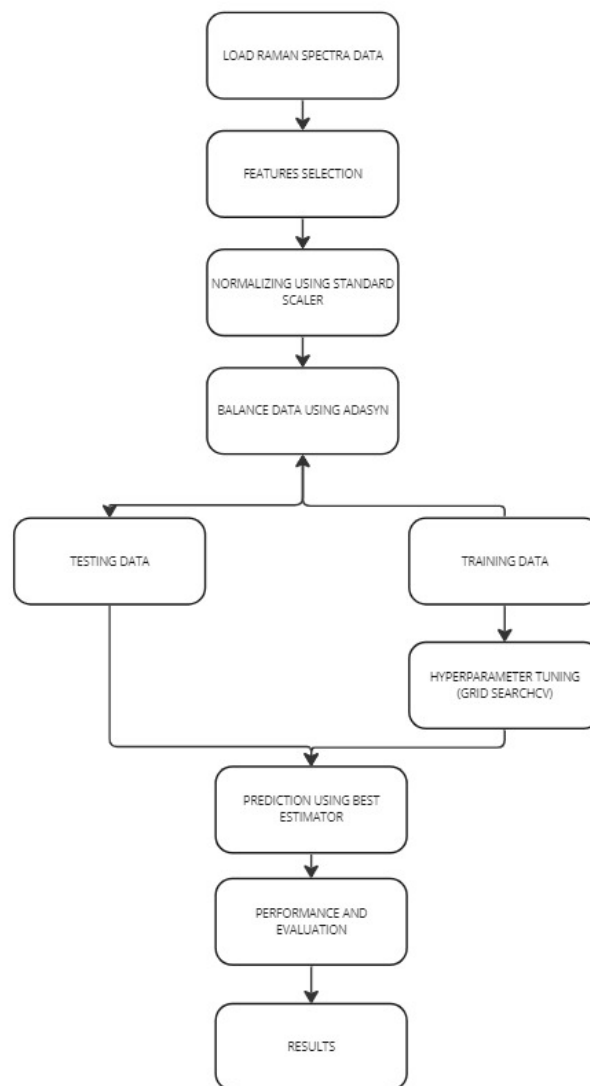 LOAD RAMAN SPECTRA DATA
FEATURES SELECTION
NORMALIZING USING STANDARD
SCALER
BALANCE DATA USING ADASYN
TESTING DATA
TRAINING DATA
HYPERPARAMETER TUNING
(GRID SEARCHCV)
PREDICTION USING BEST
ESTIMATOR
PERFORMANCE AND
EVALUATION
RESULTS